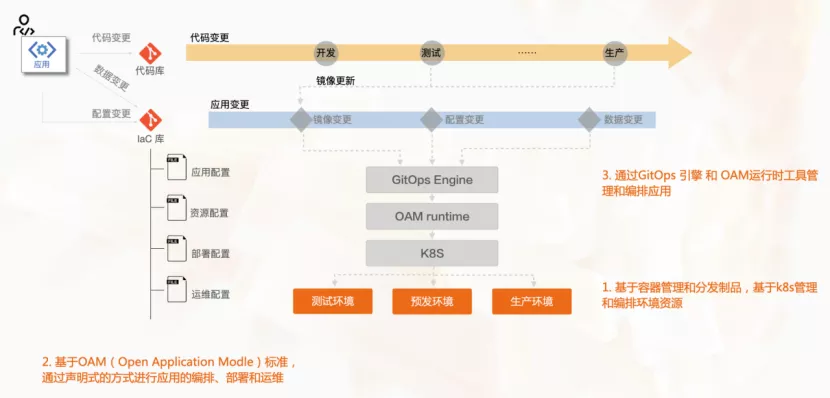 代码变更
代码变更
应用
代码库
开发
测试
……
生产
数据变更
镜像更新
配置变更
应用变更
镜像变更
配置变更
数据变更
IaC 库
FILE
应用配置
FILE
资源配置
FILE
部署配置
FILE
运维配置
GitOps Engine
OAM runtime
K8S
测试环境
预发环境
生产环境
3. 通过GitOps 引擎 和 OAM运行时工具管
理和编排应用
1. 基于容器管理和分发制品，基于k8s管理
和编排环境资源
2. 基于OAM（Open Application Modle）标准，
通过声明式的方式进行应用的编排、部署和运维